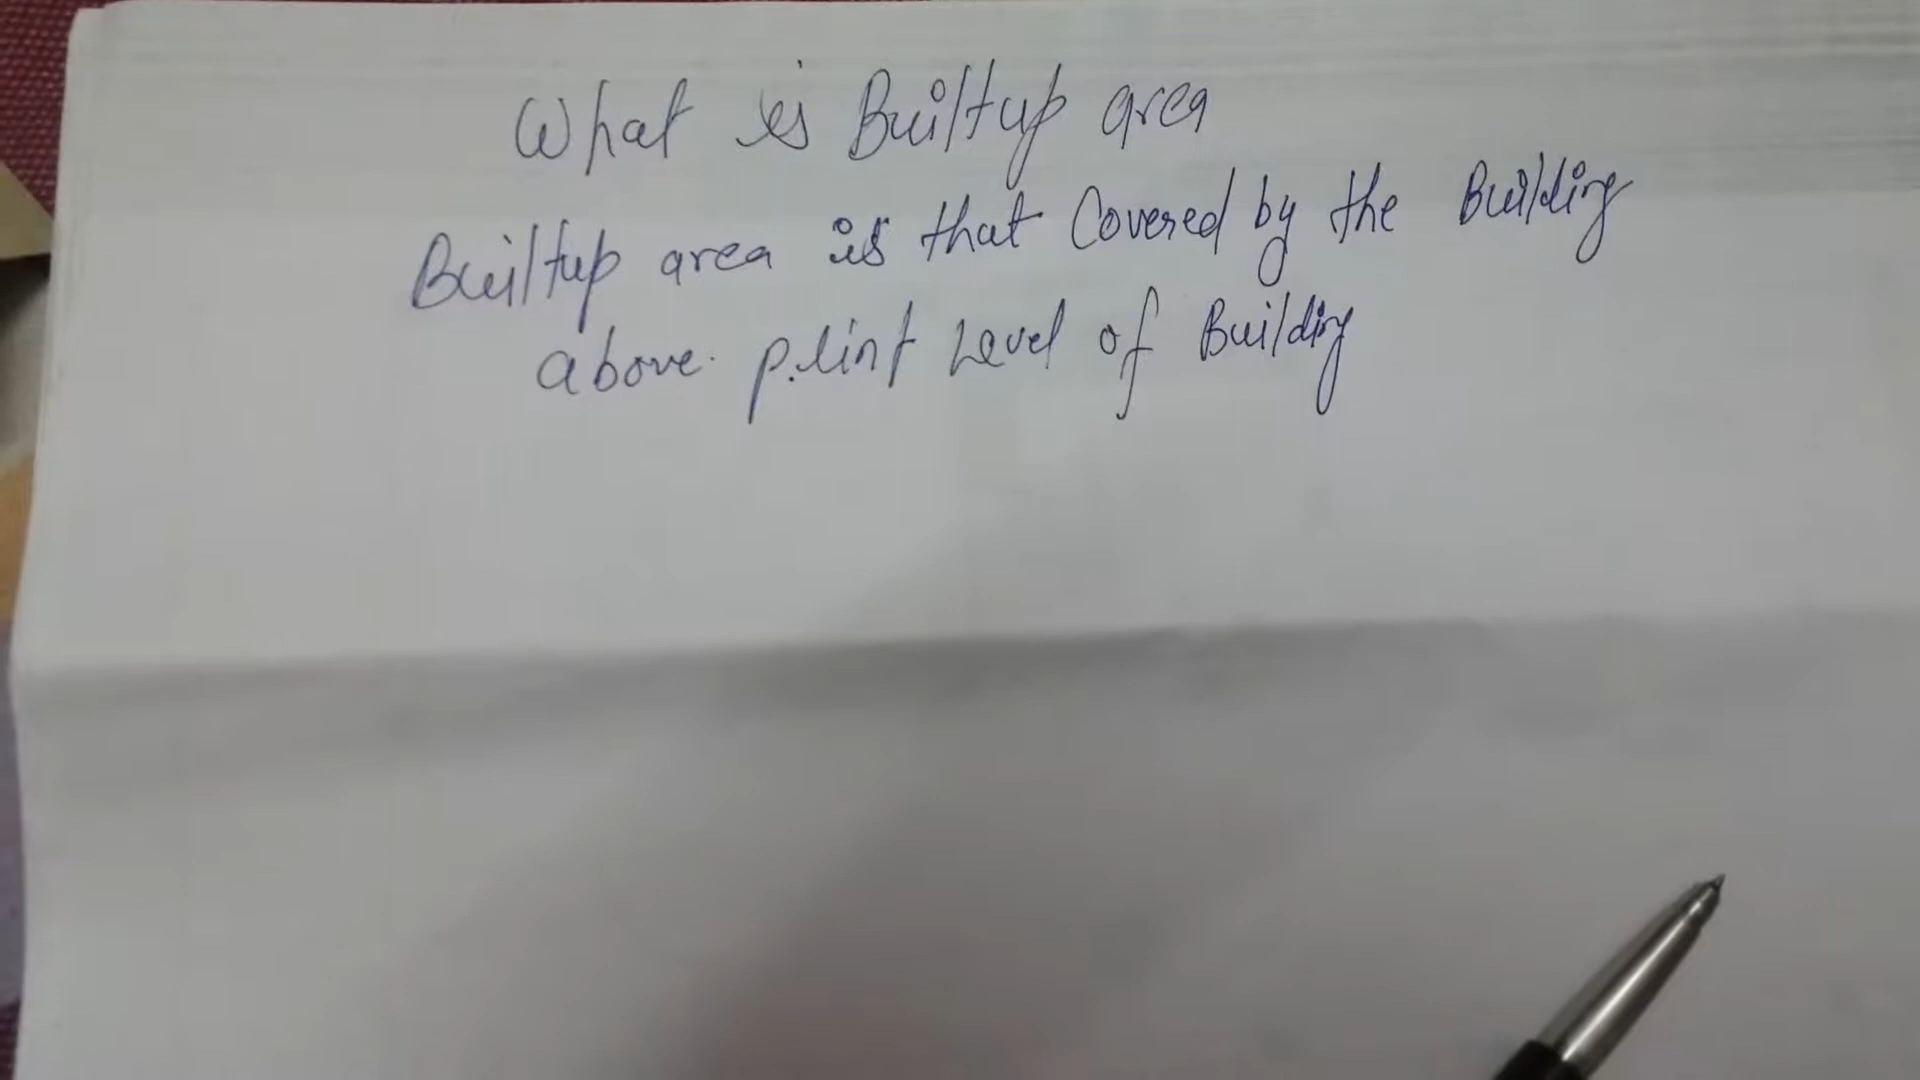 What is Builtup area
Builtup area is that Covered by the Building
above plint Level of Building